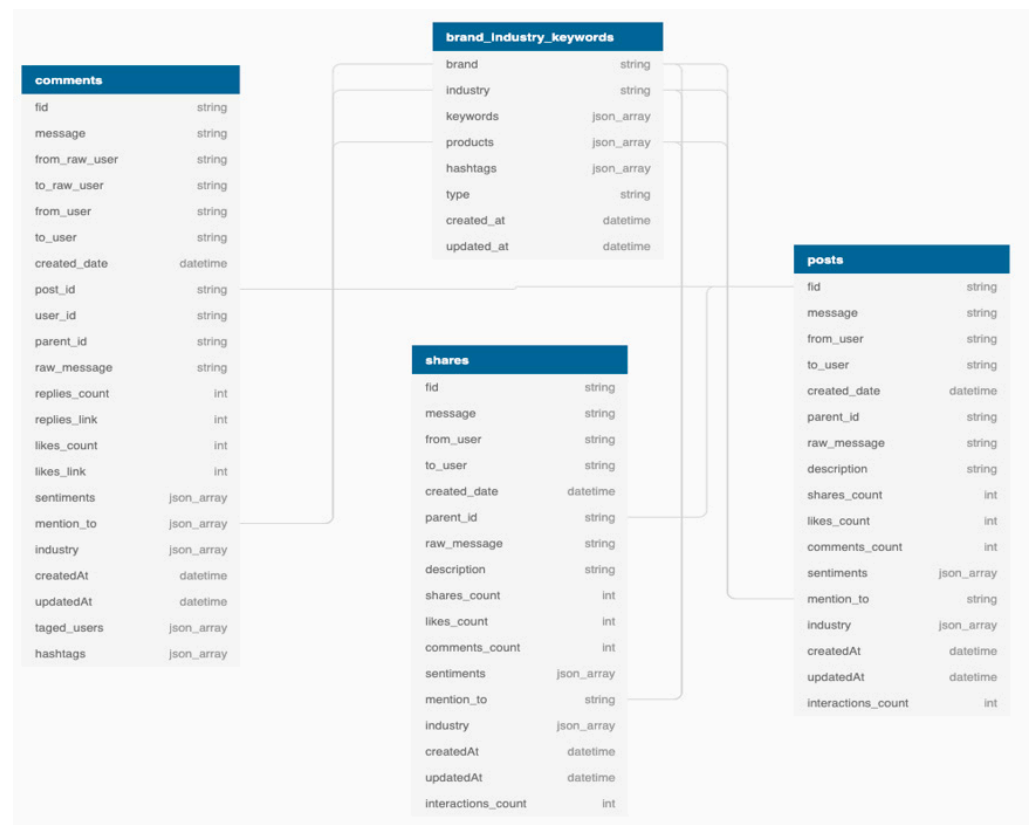 brand_industry_keywords
brand string
industry string
keywords json_array
products json_array
hashtags json_array
type string
created_at datetime
updated_at datetime
comments
fid string
message string
from_raw_user string
to_raw_user string
from_user string
to_user string
created_date datetime
post_id string
user_id string
parent_id string
raw_message string
replies_count int
replies_link int
likes_count int
likes_link int
sentiments json_array
mention_to json_array
industry json_array
createdAt datetime
updatedAt datetime
taged_users json_array
hashtags json_array
shares
fid string
message string
from_user string
to_user string
created_date datetime
parent_id string
raw_message string
description string
shares_count int
likes_count int
comments_count int
sentiments json_array
mention_to string
industry json_array
createdAt datetime
updatedAt datetime
interactions_count int
posts
fid string
message string
from_user string
to_user string
created_date datetime
parent_id string
raw_message string
description string
shares_count int
likes_count int
comments_count int
sentiments json_array
mention_to string
industry json_array
createdAt datetime
updatedAt datetime
interactions_count int